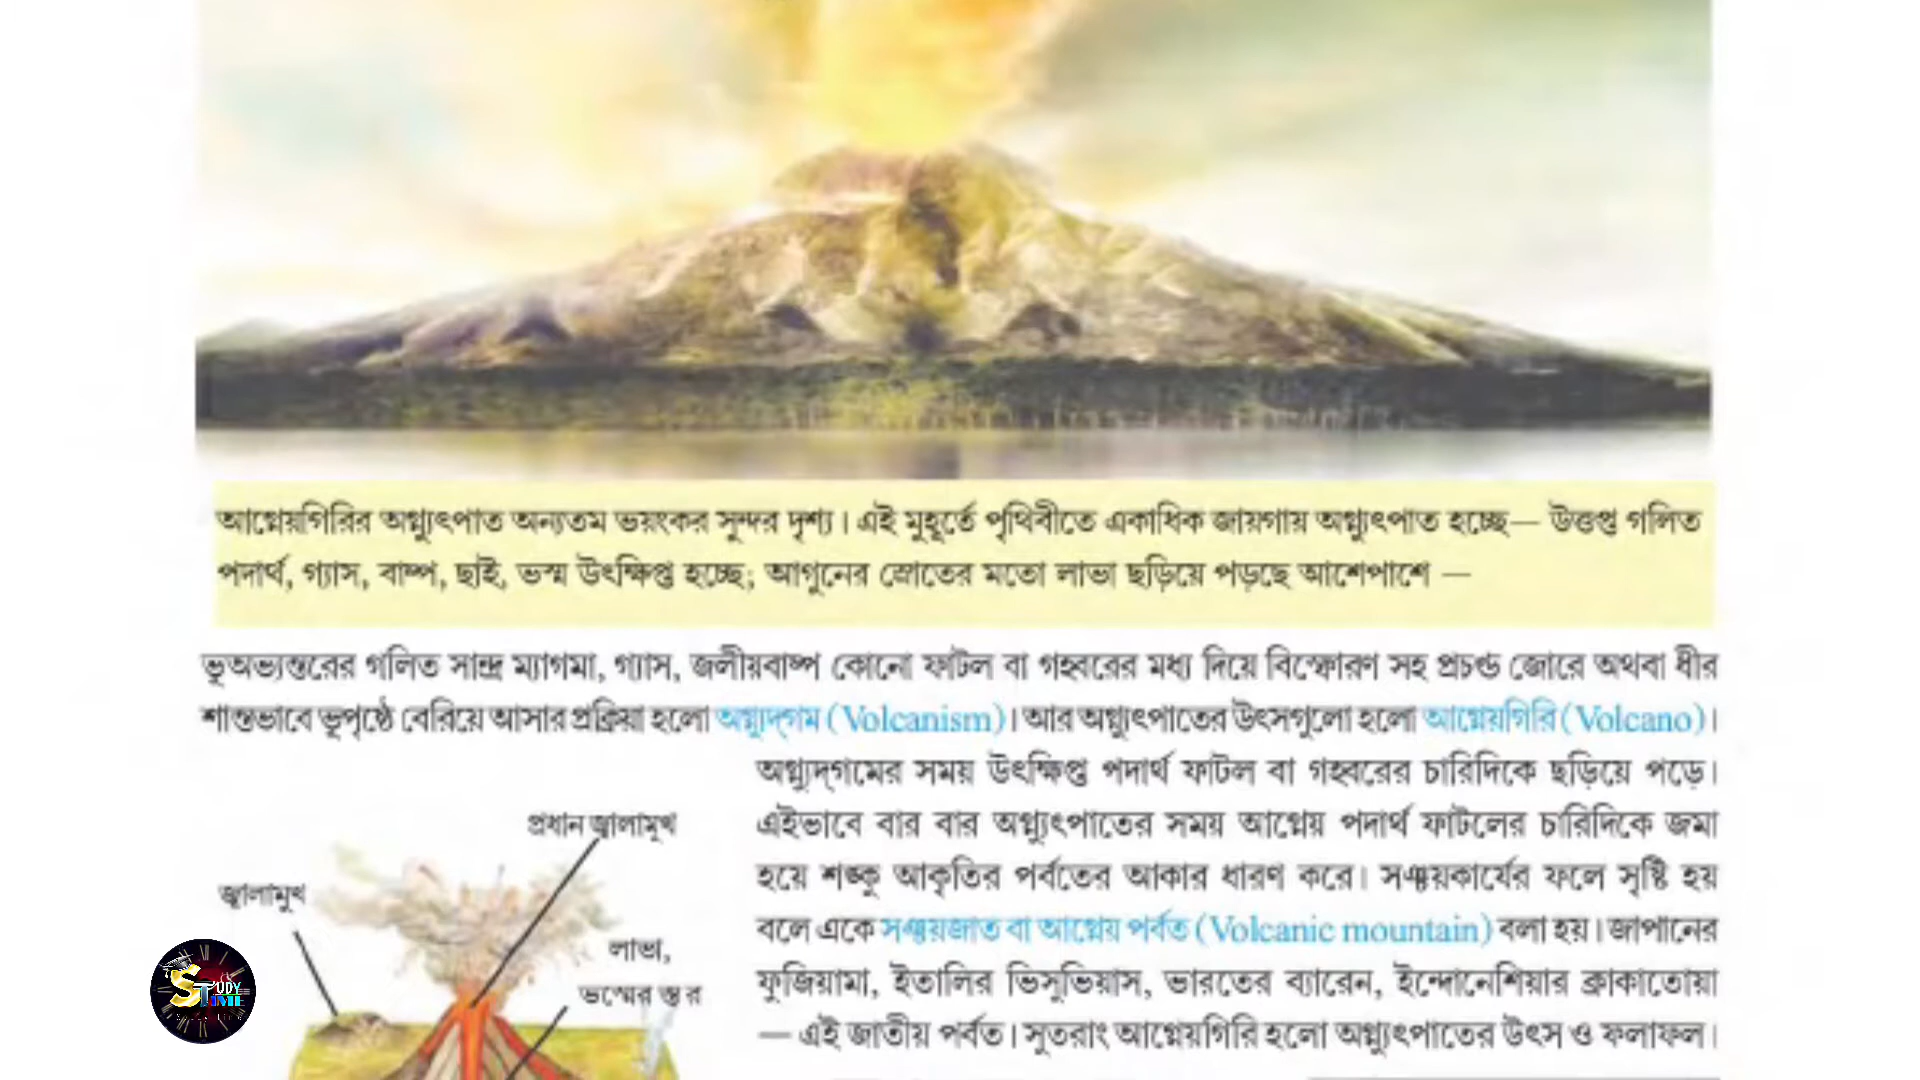 আগ্নেয়গিরির অগ্ন্যুৎপাত অন্যতম ভয়ংকর সুন্দর দৃশ্য। এই মুহূর্তে পৃথিবীতে একাধিক জায়গায় অগ্ন্যুৎপাত হচ্ছে— উত্তপ্ত গলিত
পদার্থ, গ্যাস, বাষ্প, ছাই, ভস্ম উৎক্ষিপ্ত হচ্ছে; আগুনের স্রোতের মতো লাভা ছড়িয়ে পড়ছে আশেপাশে —
ভূঅভ্যন্তরের গলিত সান্দ্র ম্যাগমা, গ্যাস, জলীয়বাষ্প কোনো ফাটল বা গহ্বরের মধ্য দিয়ে বিস্ফোরণ সহ প্রচণ্ড জোরে অথবা ধীর
শান্তভাবে ভূপৃষ্ঠে বেরিয়ে আসার প্রক্রিয়া হলো অগ্ন্যুদ্‌গম (Volcanism)। আর অগ্ন্যুৎপাতের উৎসগুলো হলো আগ্নেয়গিরি (Volcano)।
অগ্ন্যুদ্‌গমের সময় উৎক্ষিপ্ত পদার্থ ফাটল বা গহ্বরের চারিদিকে ছড়িয়ে পড়ে।
এইভাবে বার বার অগ্ন্যুৎপাতের সময় আগ্নেয় পদার্থ ফাটলের চারিদিকে জমা
হয়ে শঙ্কু আকৃতির পর্বতের আকার ধারণ করে। সঞ্চয়কার্যের ফলে সৃষ্টি হয়
বলে একে সঞ্চয়জাত বা আগ্নেয় পর্বত (Volcanic mountain) বলা হয়। জাপানের
ফুজিয়ামা, ইতালির ভিসুভিয়াস, ভারতের ব্যারেন, ইন্দোনেশিয়ার ক্রাকাতোয়া
— এই জাতীয় পর্বত। সুতরাং আগ্নেয়গিরি হলো অগ্ন্যুৎপাতের উৎস ও ফলাফল।
প্রধান জ্বালামুখ
জ্বালামুখ
লাভা,
ভস্মের স্তর
STUDY
TIME